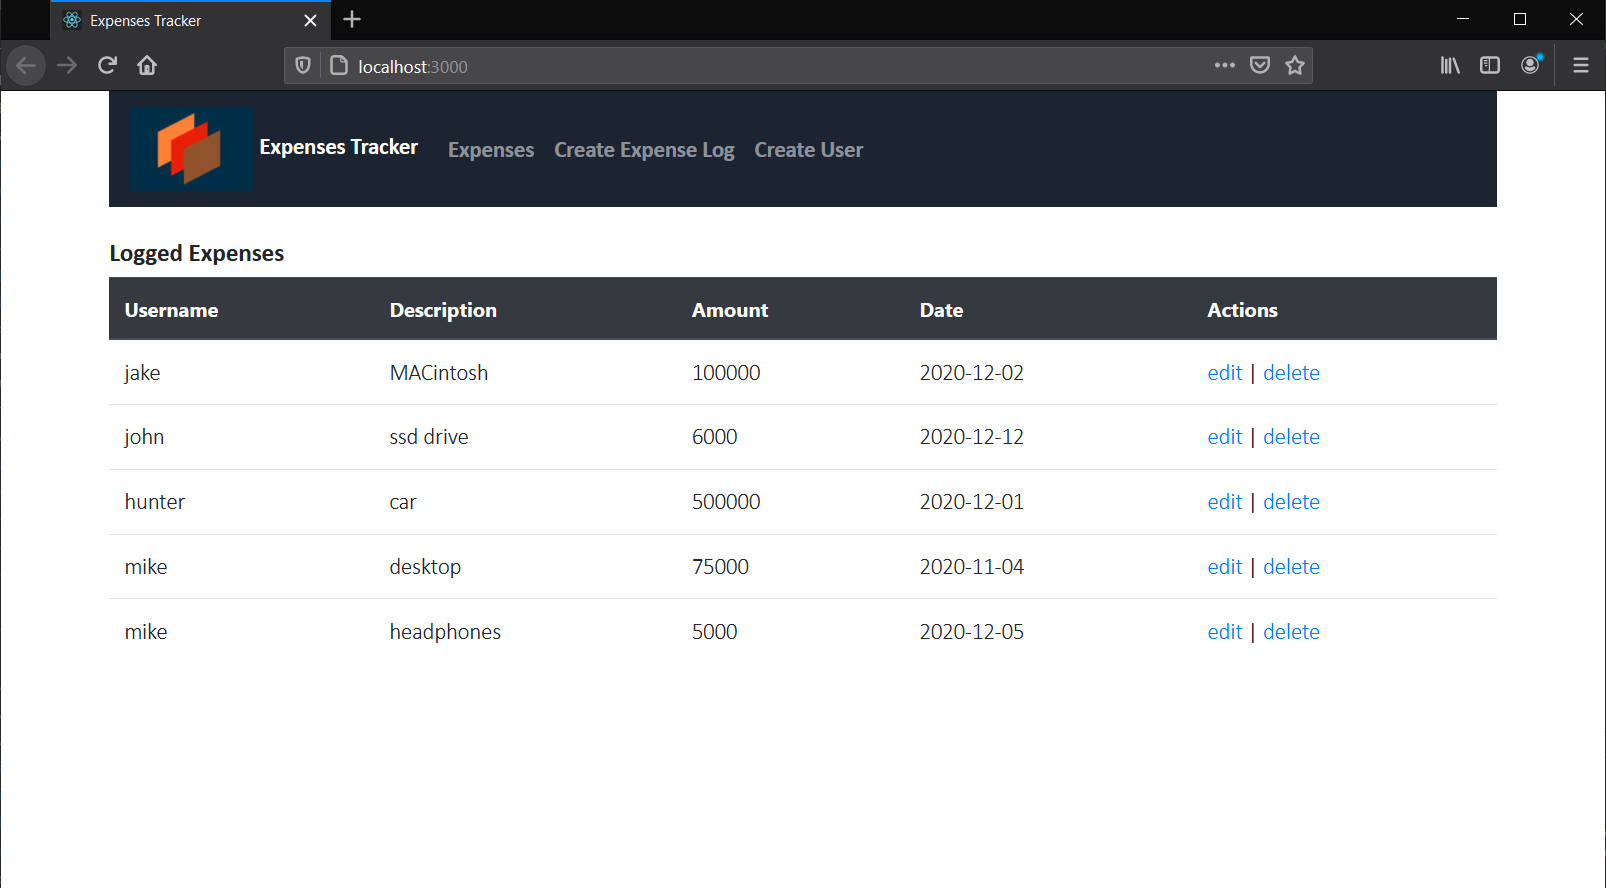 Expenses Tracker
localhost:3000
Expenses Tracker Expenses Create Expense Log Create User
Logged Expenses
Username Description Amount Date Actions
jake MACintosh 100000 2020-12-02 edit | delete
john ssd drive 6000 2020-12-12 edit | delete
hunter car 500000 2020-12-01 edit | delete
mike desktop 75000 2020-11-04 edit | delete
mike headphones 5000 2020-12-05 edit | delete